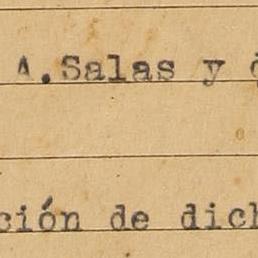 A. Salas y
ción de dich